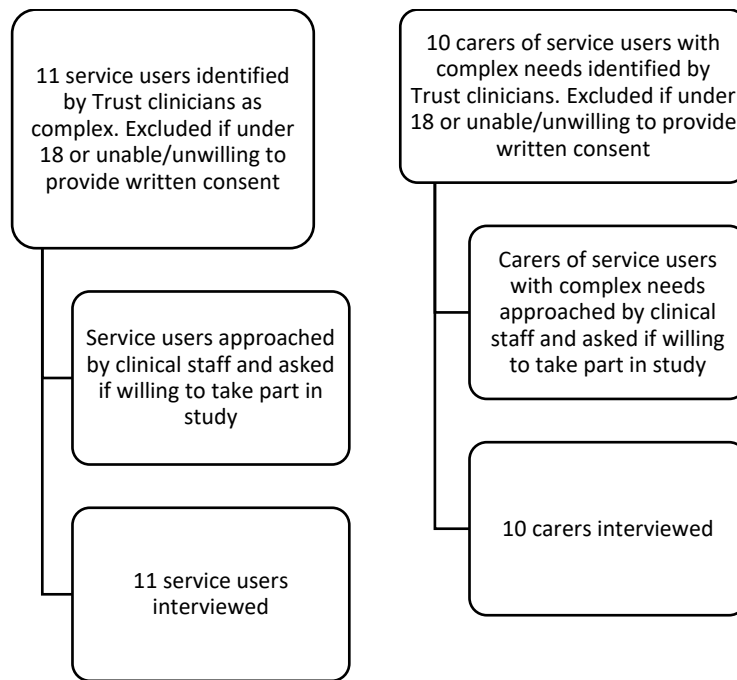 11 service users identified
by Trust clinicians as
complex. Excluded if under
18 or unable/unwilling to
provide written consent
Service users approached
by clinical staff and asked
if willing to take part in
study
11 service users
interviewed
10 carers of service users with
complex needs identified by
Trust clinicians. Excluded if under
18 or unable/unwilling to provide
written consent
Carers of service users
with complex needs
approached by clinical
staff and asked if willing
to take part in study
10 carers interviewed